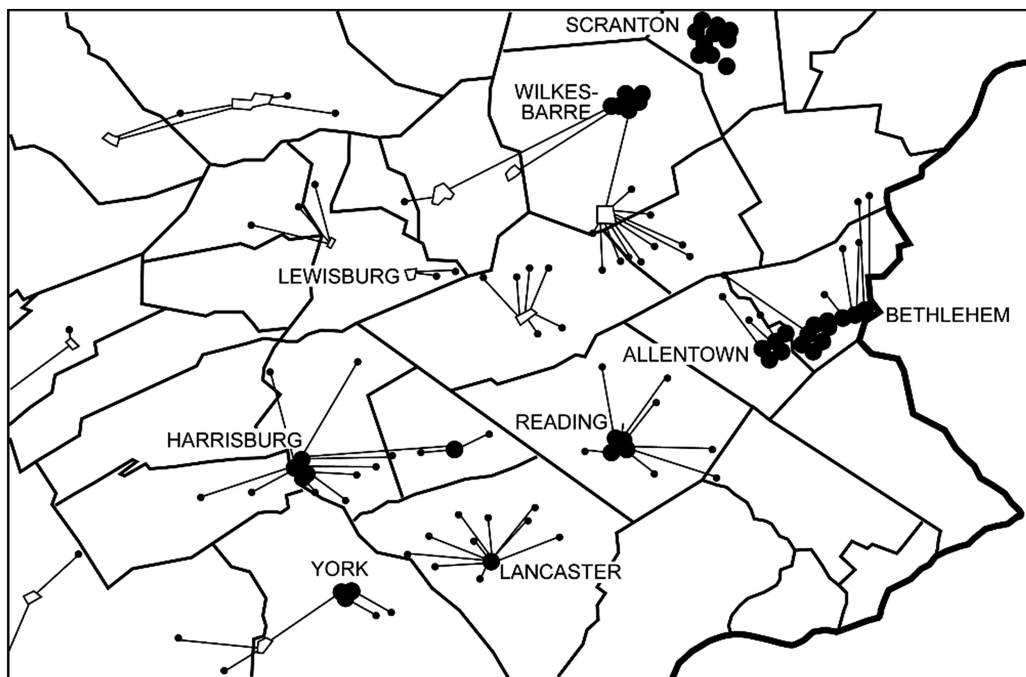 SCRANTON
WILKES-
BARRE
LEWISBURG
BETHLEHEM
ALLENTOWN
READING
HARRISBURG
YORK
LANCASTER